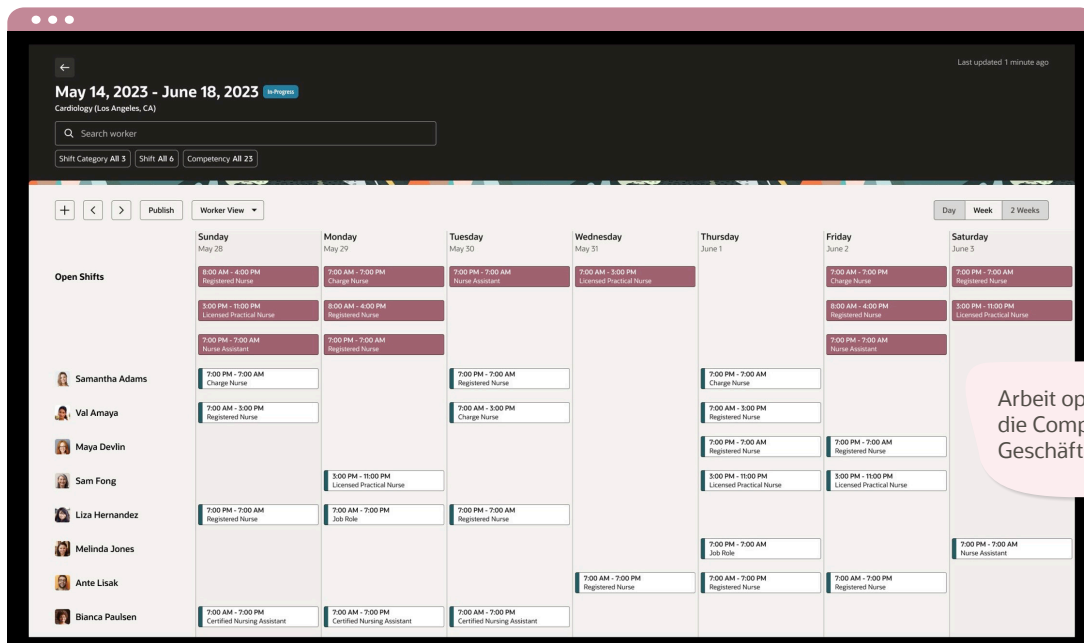 Last updated 1 minute ago
May 14, 2023 - June 18, 2023 In-Progress
Cardiology (Los Angeles, CA)
Search worker
Shift Category All 3 Shift All 6 Competency All 23
Publish Worker View Day Week 2 Weeks
Sunday Monday Tuesday Wednesday Thursday Friday Saturday
May 28 May 29 May 30 May 31 June 1 June 2 June 3
Open Shifts
8:00 AM - 4:00 PM 7:00 AM - 7:00 PM 7:00 PM - 7:00 AM 7:00 AM - 3:00 PM 7:00 AM - 7:00 PM 7:00 PM - 7:00 AM
Registered Nurse Charge Nurse Nurse Assistant Licensed Practical Nurse Charge Nurse Registered Nurse
3:00 PM - 11:00 PM 8:00 AM - 4:00 PM 8:00 AM - 4:00 PM 3:00 PM - 11:00 PM
Licensed Practical Nurse Registered Nurse Registered Nurse Licensed Practical Nurse
7:00 PM - 7:00 AM 7:00 PM - 7:00 AM 7:00 PM - 7:00 AM
Nurse Assistant Registered Nurse Nurse Assistant
Samantha Adams
7:00 PM - 7:00 AM 7:00 PM - 7:00 AM 7:00 PM - 7:00 AM
Charge Nurse Registered Nurse Charge Nurse
Val Amaya
7:00 AM - 3:00 PM 7:00 AM - 3:00 PM 7:00 AM - 3:00 PM
Registered Nurse Charge Nurse Registered Nurse
Maya Devlin
7:00 PM - 7:00 AM 7:00 PM - 7:00 AM
Registered Nurse Registered Nurse
Sam Fong
3:00 PM - 11:00 PM 3:00 PM - 11:00 PM 3:00 PM - 11:00 PM
Licensed Practical Nurse Licensed Practical Nurse Licensed Practical Nurse
Liza Hernandez
7:00 PM - 7:00 AM 7:00 AM - 7:00 PM 7:00 PM - 7:00 AM
Registered Nurse Job Role Registered Nurse
Melinda Jones
7:00 PM - 7:00 AM 7:00 PM - 7:00 AM
Job Role Nurse Assistant
Ante Lisak
7:00 AM - 7:00 PM 7:00 AM - 7:00 PM 7:00 AM - 7:00 PM
Registered Nurse Registered Nurse Registered Nurse
Bianca Paulsen
7:00 AM - 7:00 PM 7:00 AM - 7:00 PM 7:00 AM - 7:00 PM
Certified Nursing Assistant Certified Nursing Assistant Certified Nursing Assistant
Arbeit op
die Comp
Geschäft